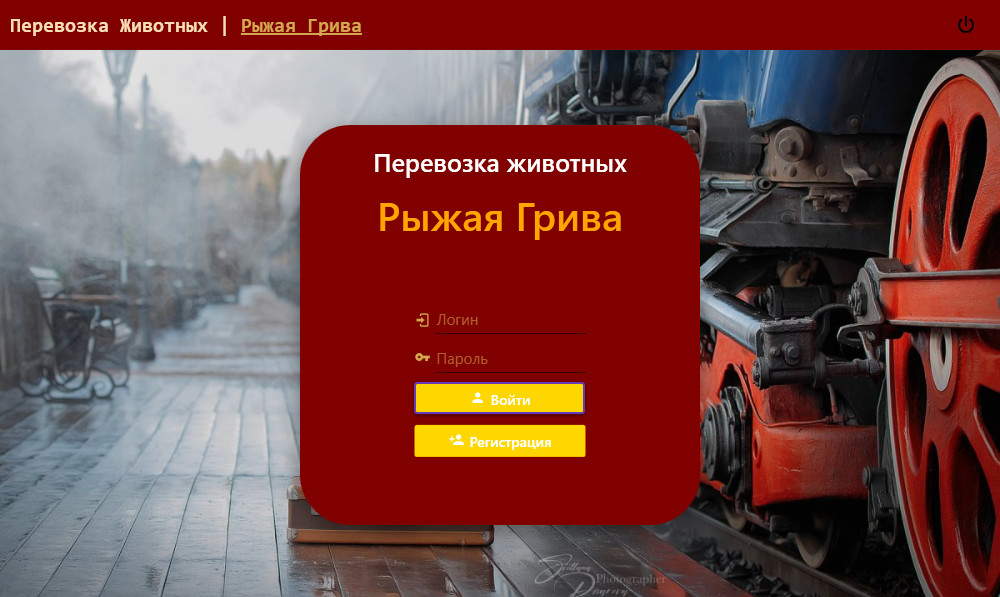 Перевозка Животных | Рыжая Грива
Перевозка животных
Рыжая Грива
Логин
Пароль
Войти
Регистрация
Photographer